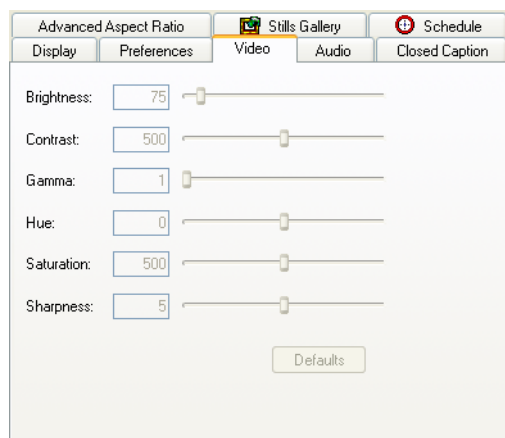 Advanced Aspect Ratio Stills Gallery Schedule
Display Preferences Video Audio Closed Caption
Brightness: 75
Contrast: 500
Gamma: 1
Hue: 0
Saturation: 500
Sharpness: 5
Defaults